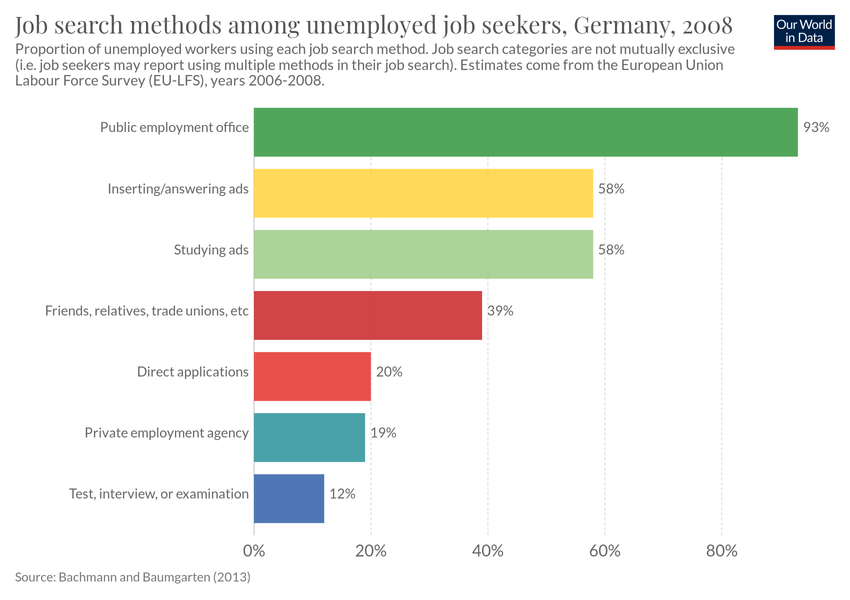 Job search methods among unemployed job seekers, Germany, 2008
Our World
in Data
Proportion of unemployed workers using each job search method. Job search categories are not mutually exclusive
(i.e. job seekers may report using multiple methods in their job search). Estimates come from the European Union
Labour Force Survey (EU-LFS), years 2006-2008.
Public employment office 93%
Inserting/answering ads 58%
Studying ads 58%
Friends, relatives, trade unions, etc 39%
Direct applications 20%
Private employment agency 19%
Test, interview, or examination 12%
0% 20% 40% 60% 80%
Source: Bachmann and Baumgarten (2013)